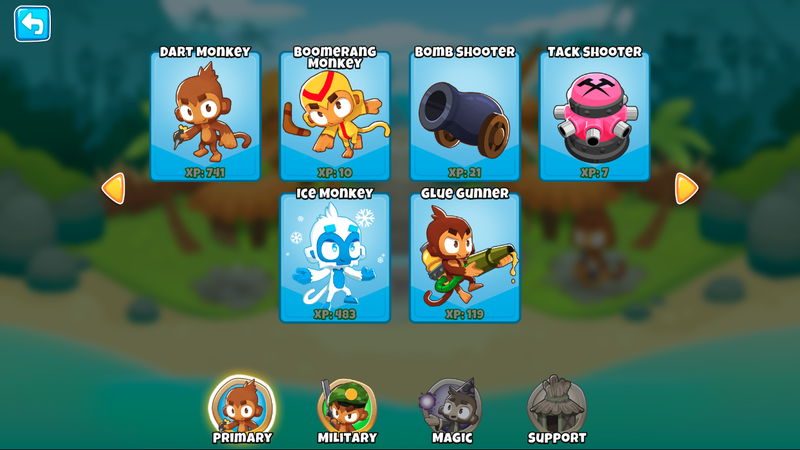 Dart Monkey
Boomerang
Monkey
Bomb Shooter
Tack Shooter
XP: 741
XP: 10
XP: 21
XP: 7
Ice Monkey
Glue Gunner
XP: 483
XP: 119
Primary
Military
Magic
Support